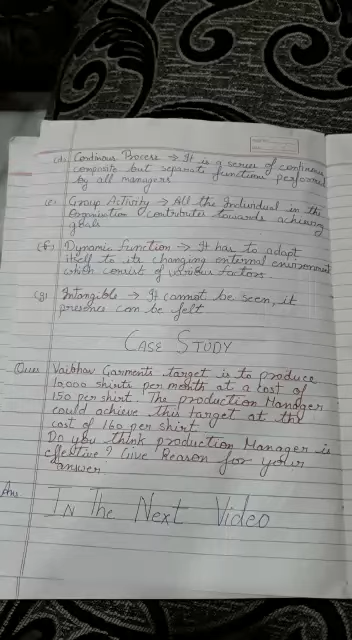 (d) Continous Process → It is a series of continous
composite but separate functions performed
by all managers
(e) Group Activity → All the Individual in the
Organisation contributes towards achieving
goals
(f) Dynamic function → It has to adapt
itself to its changing enternal environment
which consist of various factors.
(g) Intangible → It cannot be seen, it
presence can be felt
CASE STUDY
Ques Vaibhav Garments target is to produce
10,000 shirts per month at a cost of
150 per shirt. The production Manager
could achieve this target at the
cost of 160 per shirt.
Do you think production Manager is
effective? Give Reason for your
answer
Ans IN The Next Video